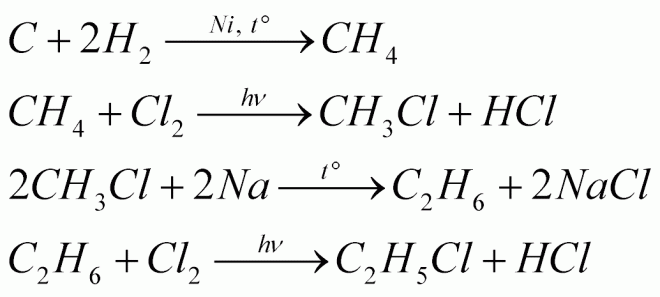 C + 2H₂ —Ni, t°→ CH₄
CH₄ + Cl₂ —hν→ CH₃Cl + HCl
2CH₃Cl + 2Na —t°→ C₂H₆ + 2NaCl
C₂H₆ + Cl₂ —hν→ C₂H₅Cl + HCl